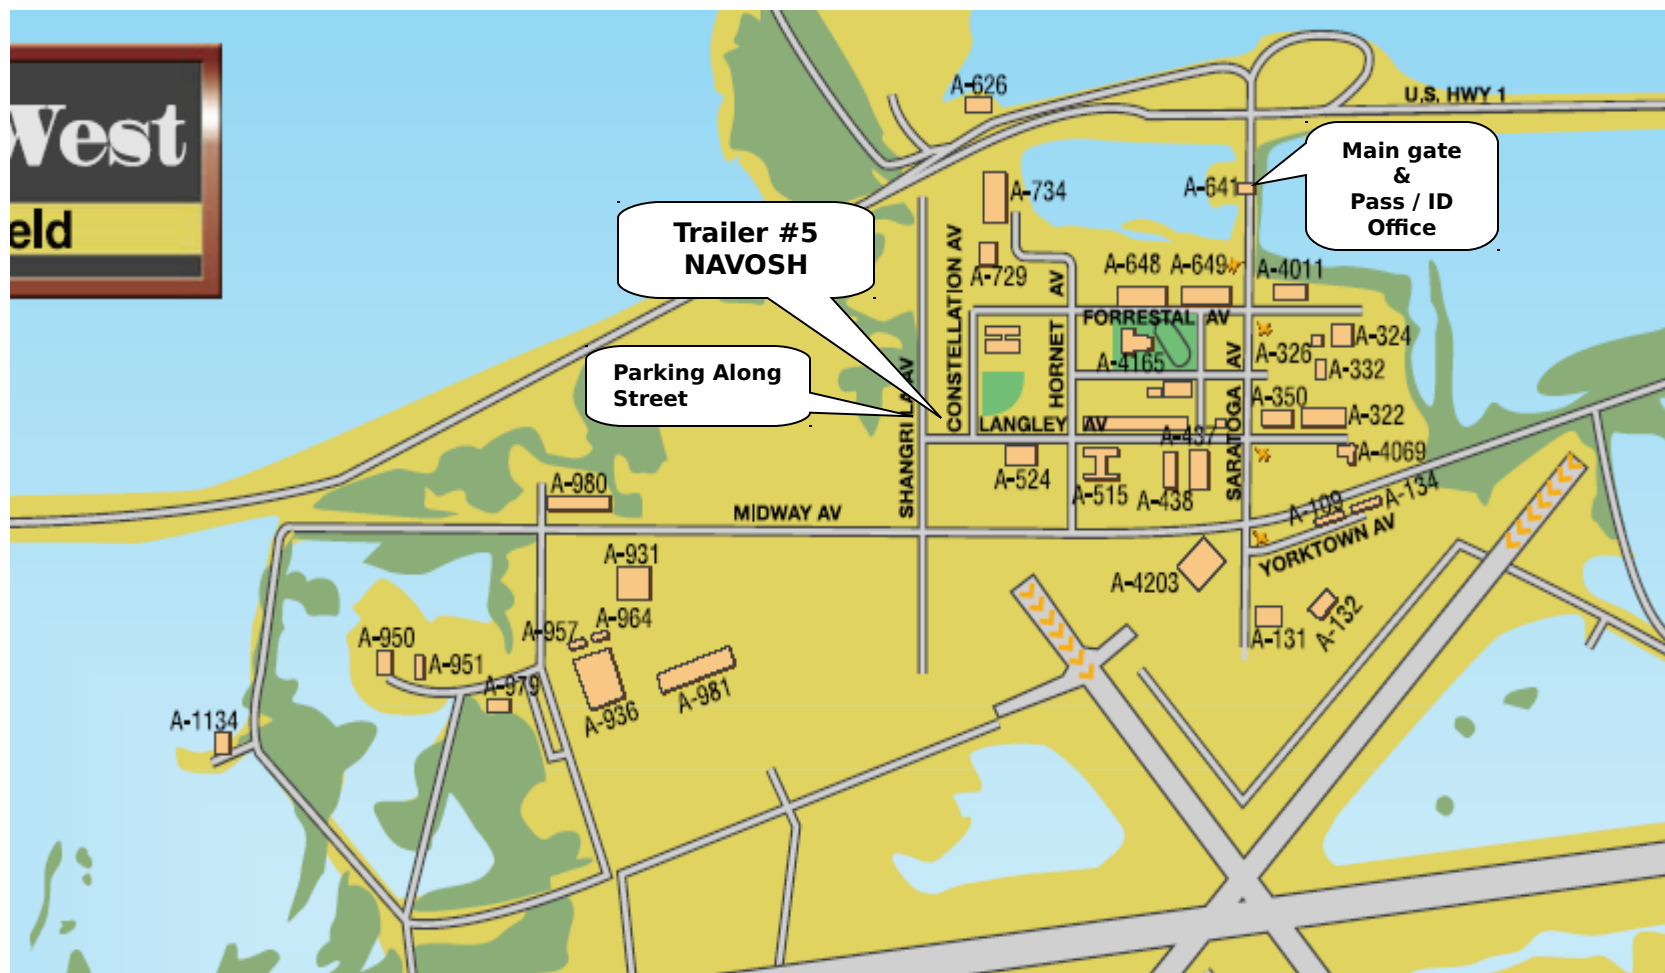 West
eld
A-626
U.S. HWY 1
Main gate
&
Pass / ID
Office
A-641
A-734
Trailer #5
NAVOSH
CONSTELLATION AV
A-729
HORNET AV
A-648
A-649
A-4011
FORRESTAL AV
A-324
A-326
A-332
A-4165
Parking Along
Street
SHANGRI LA AV
SARATOGA AV
A-350
A-322
LANGLEY AV
A-437
A-4069
A-524
A-515
A-438
A-980
MIDWAY AV
A-109
A-134
YORKTOWN AV
A-931
A-4203
A-964
A-957
A-131
A-132
A-950
A-951
A-979
A-936
A-981
A-1134